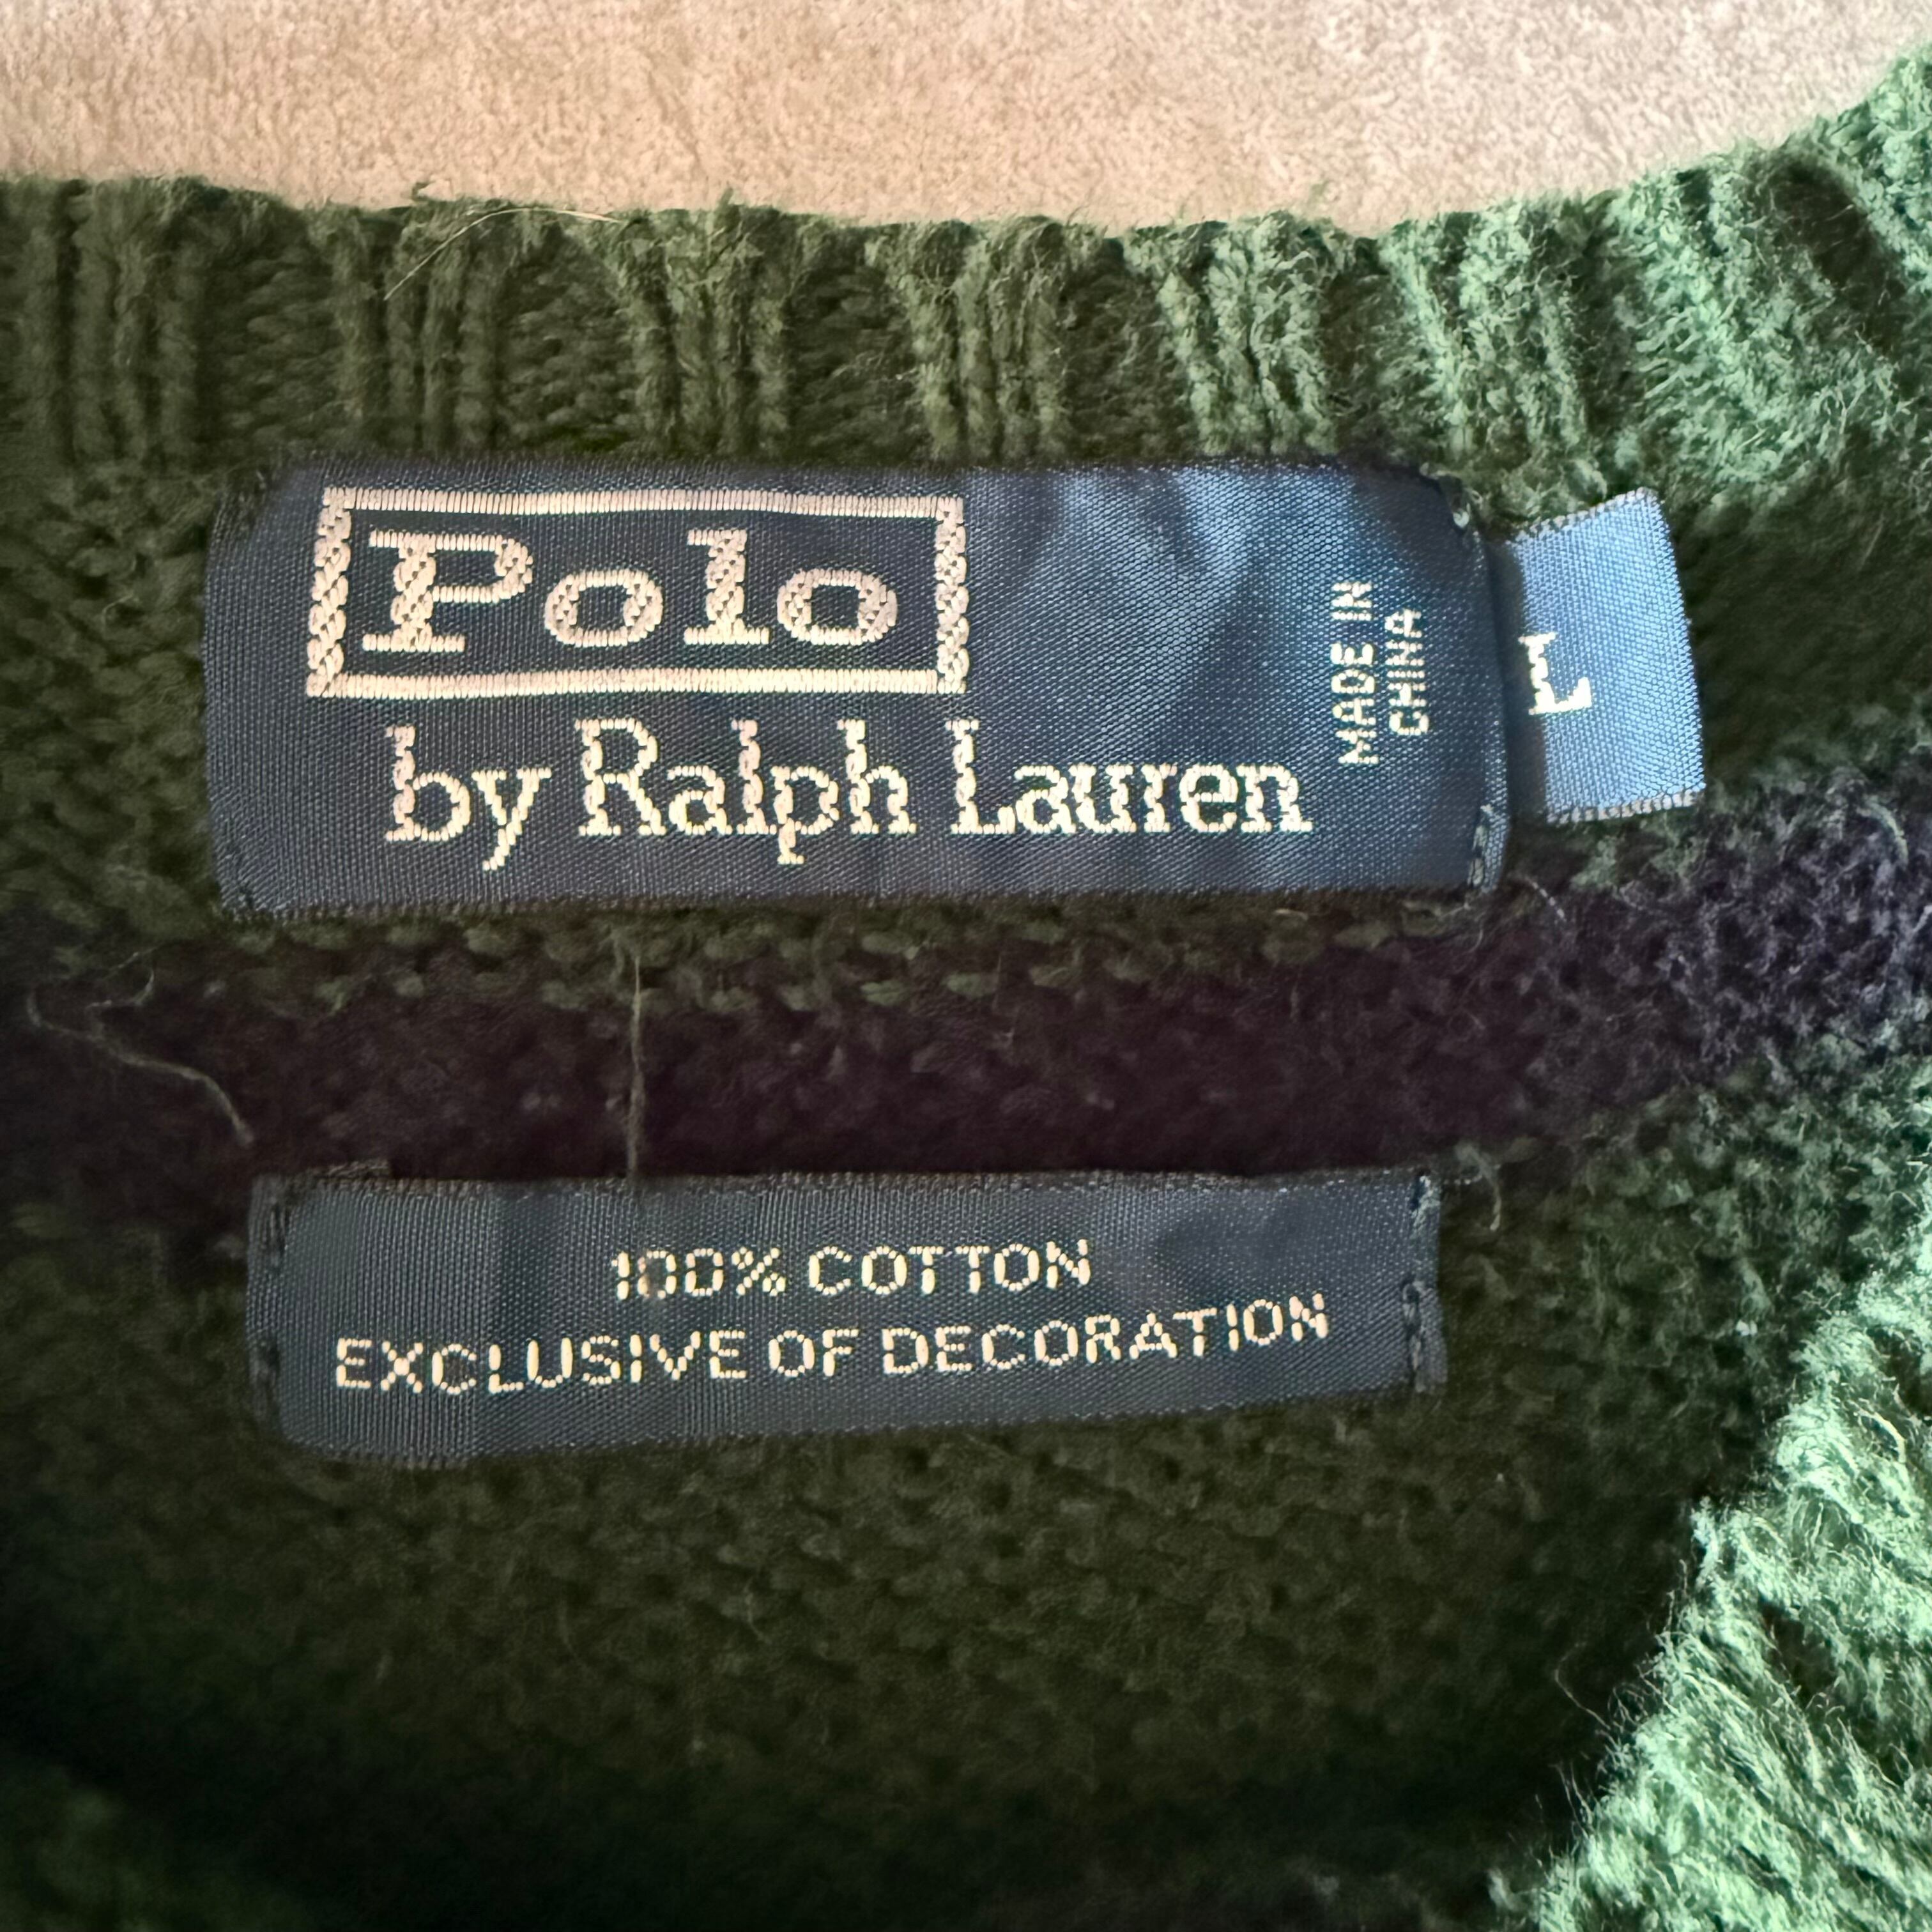 Polo
by Ralph Lauren
MADE IN
CHINA
L
100% COTTON
EXCLUSIVE OF DECORATION